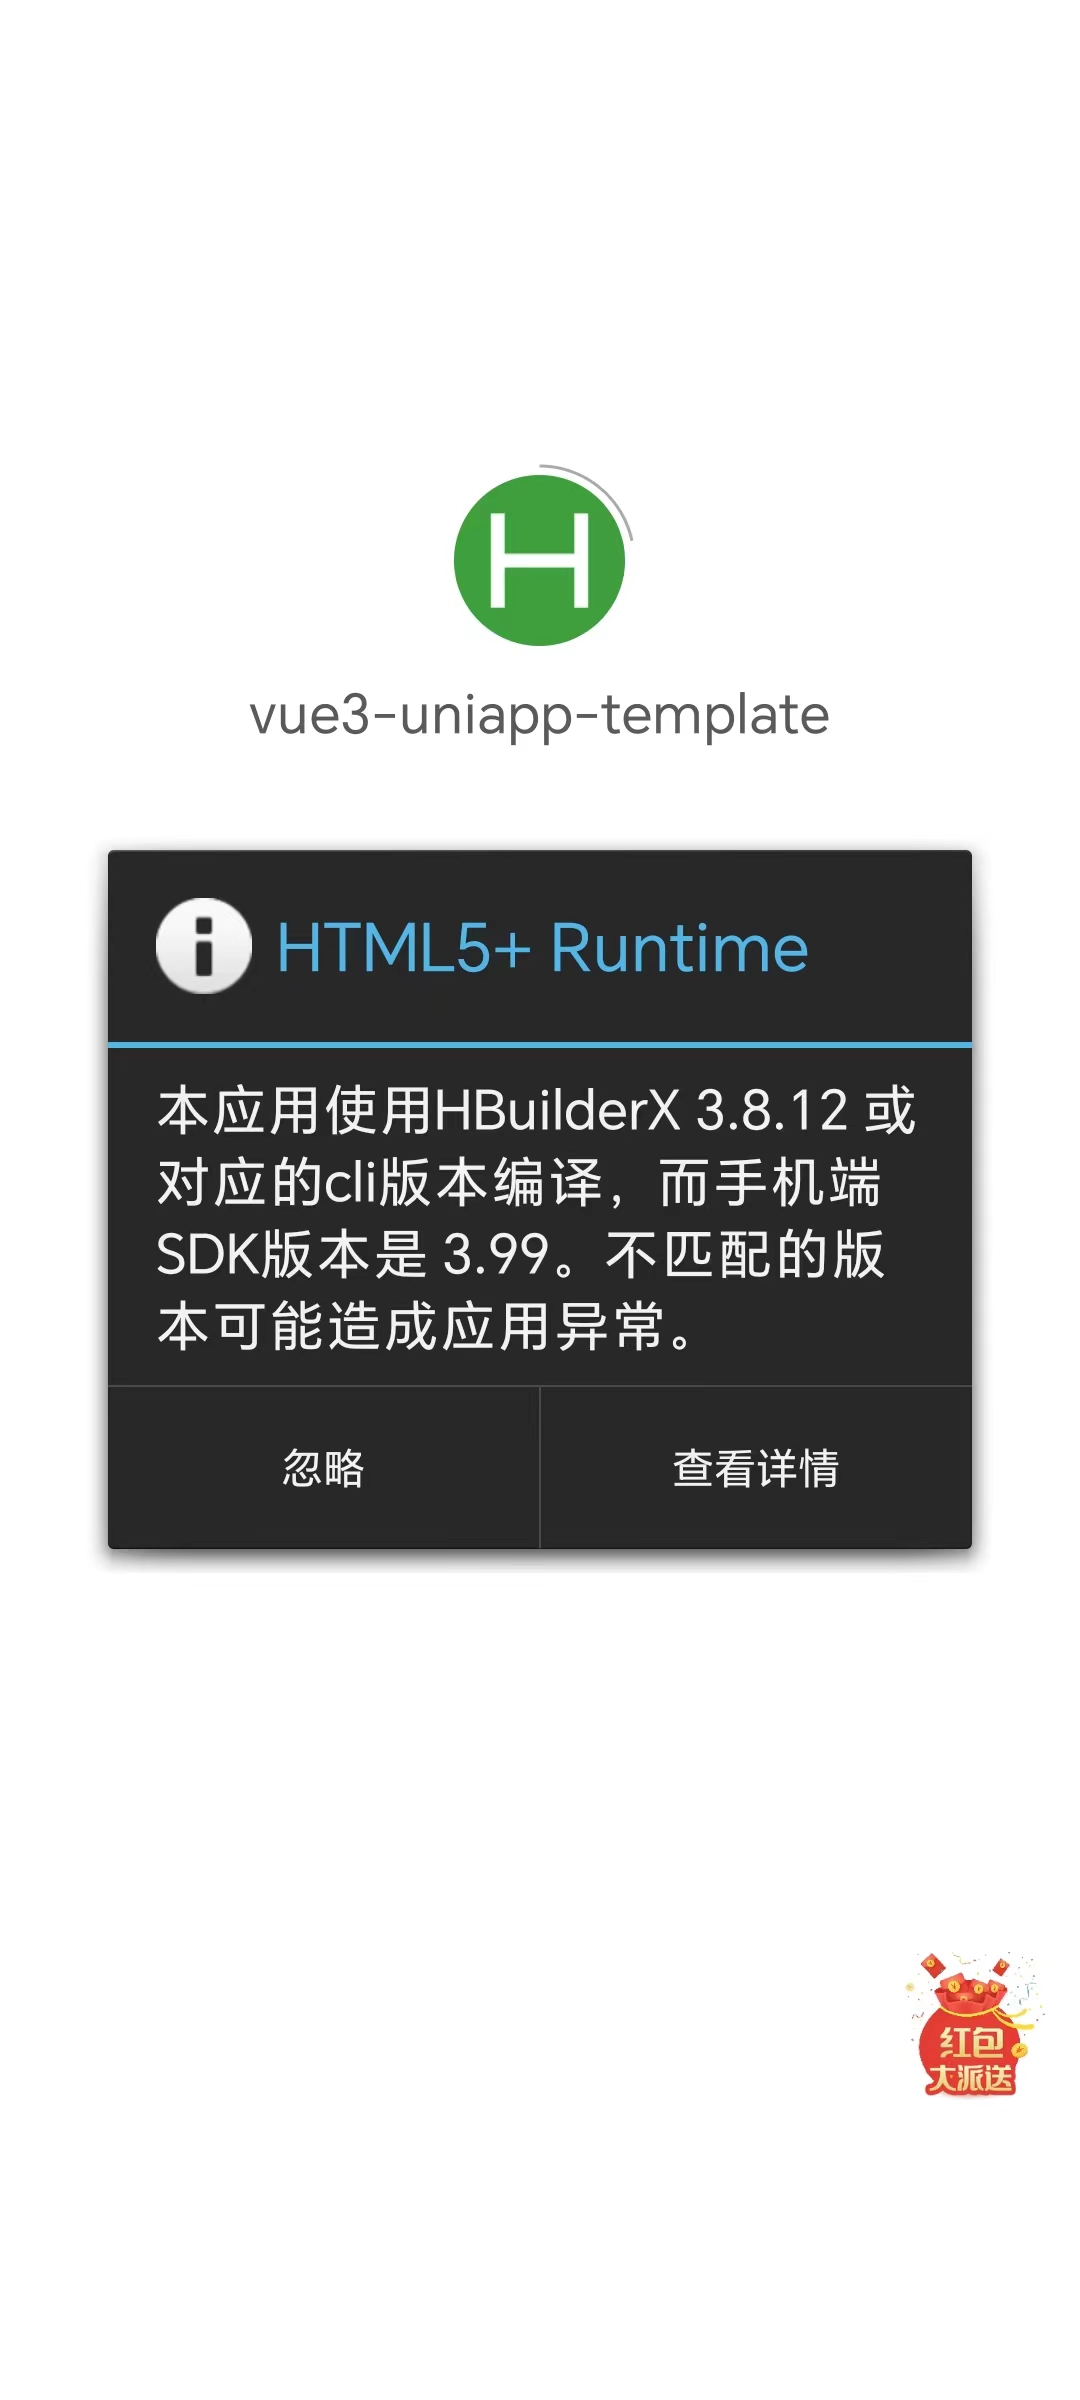 H
vue3-uniapp-template
HTML5+ Runtime
本应用使用HBuilderX 3.8.12 或
对应的cli版本编译，而手机端
SDK版本是 3.99。不匹配的版
本可能造成应用异常。
忽略
查看详情
红包
大派送